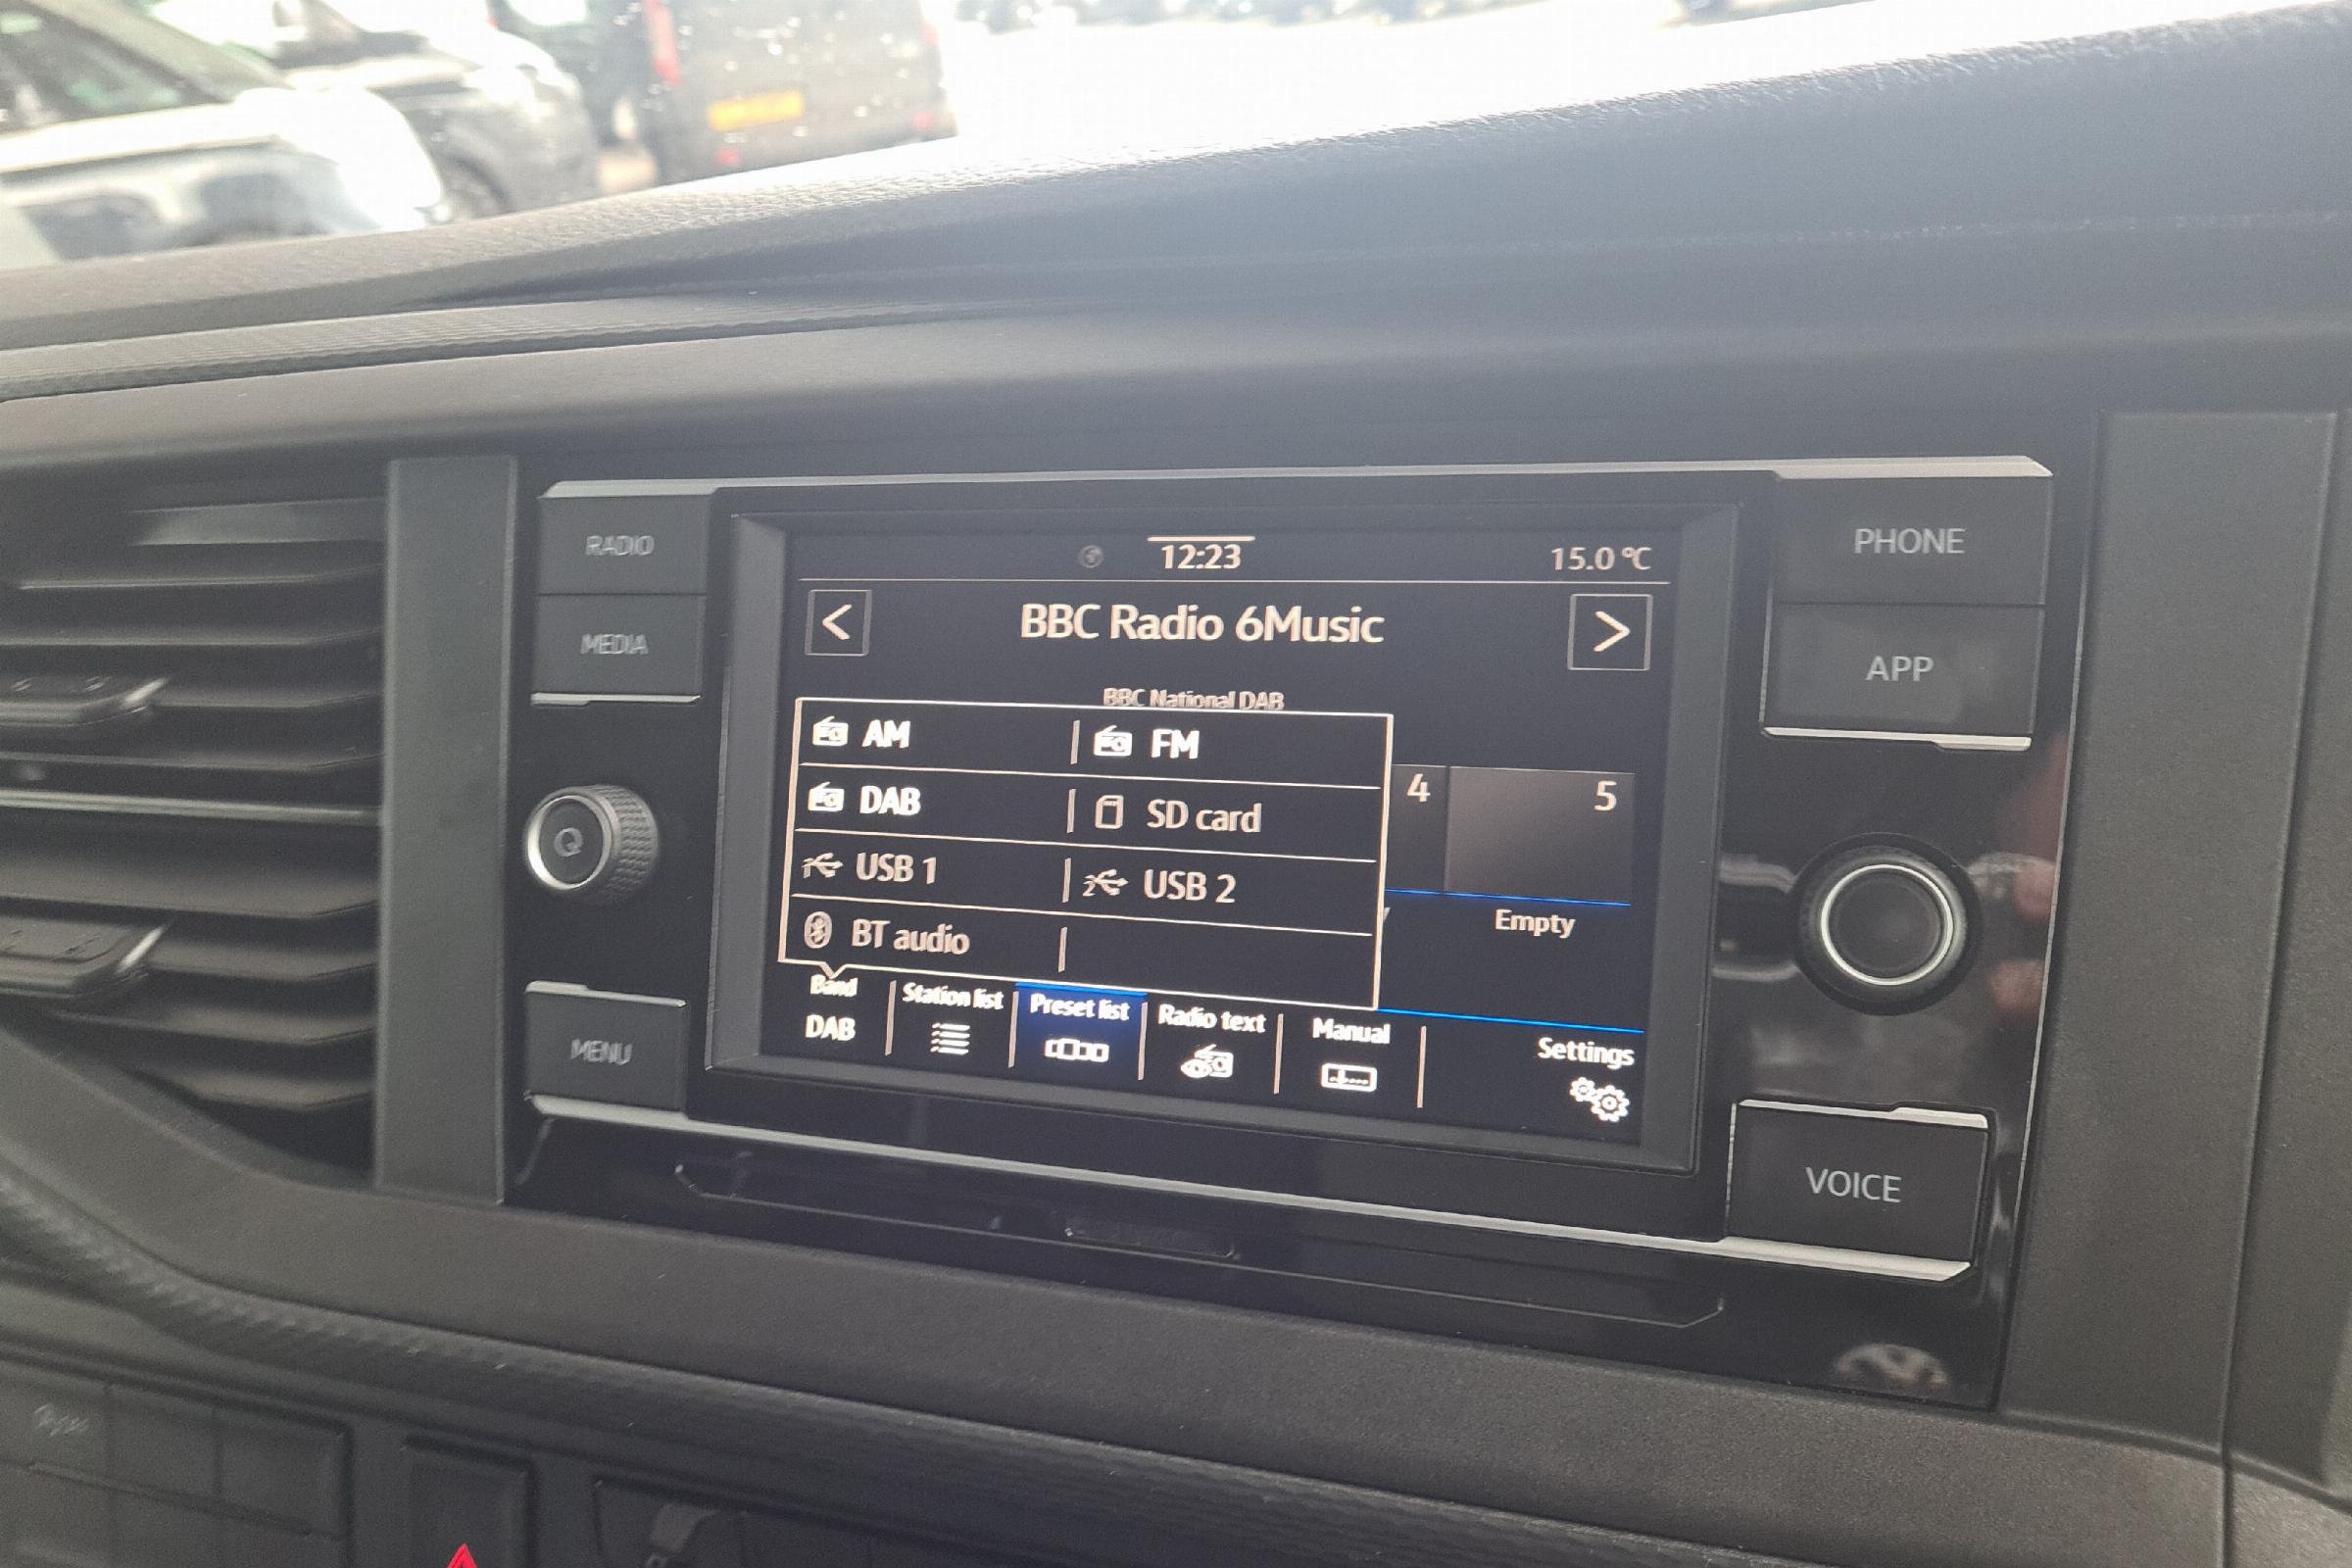 RADIO
MEDIA
MENU
12:23
15.0 °C
< BBC Radio 6Music >
BBC National DAB
AM
FM
DAB
SD card
1 USB 1
2 USB 2
BT audio
4
5
Empty
Band
DAB
Station list
Preset list
Radio text
Manual
Settings
PHONE
APP
VOICE